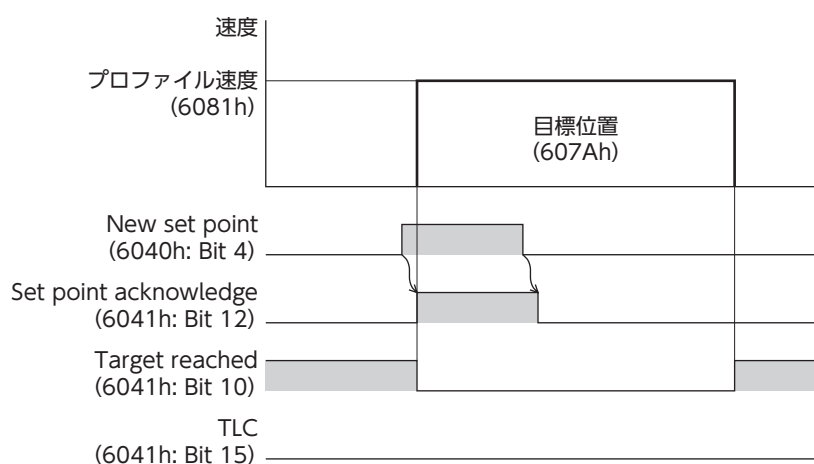 速度
プロファイル速度
(6081h)
目標位置
(607Ah)
New set point
(6040h: Bit 4)
Set point acknowledge
(6041h: Bit 12)
Target reached
(6041h: Bit 10)
TLC
(6041h: Bit 15)